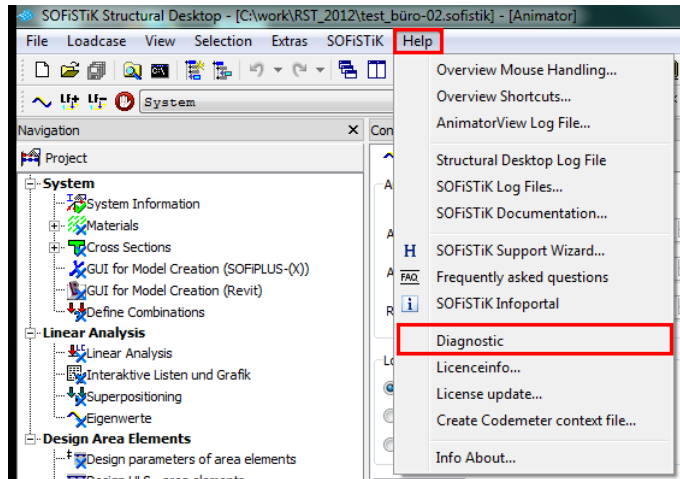 SOFiSTiK Structural Desktop - [C:\work\RST_2012\test_büro-02.sofistik] - [Animator]
File Loadcase View Selection Extras SOFiSTiK Help
System
Navigation
Project
System
System Information
Materials
Cross Sections
GUI for Model Creation (SOFiPLUS-(X))
GUI for Model Creation (Revit)
Define Combinations
Linear Analysis
Linear Analysis
Interaktive Listen und Grafik
Superpositioning
Eigenwerte
Design Area Elements
Design parameters of area elements
Con
Overview Mouse Handling...
Overview Shortcuts...
AnimatorView Log File...
Structural Desktop Log File
SOFiSTiK Log Files...
SOFiSTiK Documentation...
H SOFiSTiK Support Wizard...
FAQ Frequently asked questions
i SOFiSTiK Infoportal
Diagnostic
Licenceinfo...
License update...
Create Codemeter context file...
Info About...